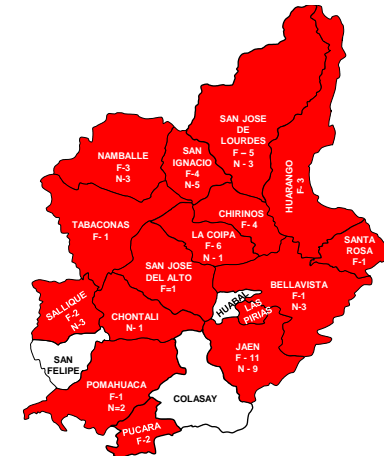 SAN JOSE
DE
LOURDES
F – 5
N - 3
NAMBALLE
F-3
N-3
SAN
IGNACIO
F-4
N-5
HUARANGO
F- 3
CHIRINOS
F- 4
TABACONAS
F- 1
LA COIPA
F- 6
N - 1
SANTA
ROSA
F-1
SAN JOSE
DEL ALTO
F=1
BELLAVISTA
F-1
N-3
HUABAL
LAS
PIRIAS
SALLIQUE
F-2
N-3
CHONTALI
N- 1
JAEN
F - 11
N - 9
SAN
FELIPE
POMAHUACA
F-1
N=2
COLASAY
PUCARA
F-2